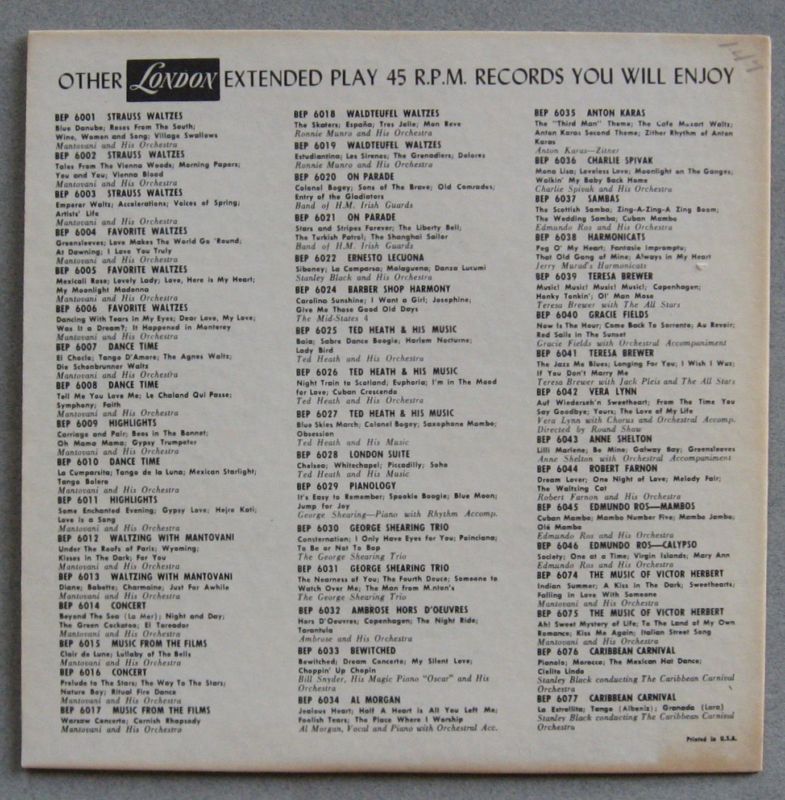 OTHER LONDON EXTENDED PLAY 45 R.P.M. RECORDS YOU WILL ENJOY
147
BEP 6001 STRAUSS WALTZES
Blue Danube; Roses From The South;
Wine, Women and Song; Village Swallows
Mantovani and His Orchestra
BEP 6002 STRAUSS WALTZES
Tales From The Vienna Woods; Morning Papers;
You and You; Vienna Blood
Mantovani and His Orchestra
BEP 6003 STRAUSS WALTZES
Emperor Waltz; Accelerations; Voices of Spring;
Artists' Life
Mantovani and His Orchestra
BEP 6004 FAVORITE WALTZES
Greensleeves; Love Makes The World Go 'Round;
At Dawning; I Love You Truly
Mantovani and His Orchestra
BEP 6005 FAVORITE WALTZES
Mexicali Rose; Lovely Lady; Love, Here is My Heart;
My Moonlight Madonna
Mantovani and His Orchestra
BEP 6006 FAVORITE WALTZES
Dancing With Tears In My Eyes; Dear Love, My Love;
Was It a Dream?; It Happened in Monterey
Mantovani and His Orchestra
BEP 6007 DANCE TIME
El Choclo; Tango D'Amore; The Agnes Waltz;
Die Schonbrunner Waltz
Mantovani and His Orchestra
BEP 6008 DANCE TIME
Tell Me You Love Me; Le Chaland Qui Passe;
Symphony; Faith
Mantovani and His Orchestra
BEP 6009 HIGHLIGHTS
Carriage and Pair; Bees in The Bonnet;
Oh Mama Mama; Gypsy Trumpeter
Mantovani and His Orchestra
BEP 6010 DANCE TIME
La Cumparsita; Tango de la Luna; Mexican Starlight;
Tango Bolero
Mantovani and His Orchestra
BEP 6011 HIGHLIGHTS
Some Enchanted Evening; Gypsy Love; Hejre Kati;
Love is a Song
Mantovani and His Orchestra
BEP 6012 WALTZING WITH MANTOVANI
Under The Roofs of Paris; Wyoming;
Kisses in The Dark; For You
Mantovani and His Orchestra
BEP 6013 WALTZING WITH MANTOVANI
Diane; Babette; Charmaine; Just For Awhile
Mantovani and His Orchestra
BEP 6014 CONCERT
Beyond The Sea (La Mer); Night and Day;
The Green Cockatoo; El Toreador
Mantovani and His Orchestra
BEP 6015 MUSIC FROM THE FILMS
Clair de Lune; Lullaby of The Bells
Mantovani and His Orchestra
BEP 6016 CONCERT
Prelude to The Stars; The Way To The Stars;
Nature Boy; Ritual Fire Dance
Mantovani and His Orchestra
BEP 6017 MUSIC FROM THE FILMS
Warsaw Concerto; Cornish Rhapsody
Mantovani and His Orchestra
BEP 6018 WALDTEUFEL WALTZES
The Skaters; España; Tres Jolie; Mon Reve
Ronnie Munro and His Orchestra
BEP 6019 WALDTEUFEL WALTZES
Estudiantina; Les Sirenes; The Grenadiers; Dolores
Ronnie Munro and His Orchestra
BEP 6020 ON PARADE
Colonel Bogey; Sons of The Brave; Old Comrades;
Entry of the Gladiators
Band of H.M. Irish Guards
BEP 6021 ON PARADE
Stars and Stripes Forever; The Liberty Bell;
The Turkish Patrol; The Shanghai Sailor
Band of H.M. Irish Guards
BEP 6022 ERNESTO LECUONA
Siboney; La Comparsa; Malaguena; Danza Lucumi
Stanley Black and His Orchestra
BEP 6024 BARBER SHOP HARMONY
Carolina Sunshine; I Want a Girl; Josephine;
Give Me Those Good Old Days
The Mid-States 4
BEP 6025 TED HEATH & HIS MUSIC
Baia; Sabre Dance Boogie; Harlem Nocturne;
Lady Bird
Ted Heath and His Orchestra
BEP 6026 TED HEATH & HIS MUSIC
Night Train to Scotland; Euphoria; I'm in The Mood
for Love; Cuban Crescendo
Ted Heath and His Orchestra
BEP 6027 TED HEATH & HIS MUSIC
Blue Skies March; Colonel Bogey; Saxophone Mambo;
Obsession
Ted Heath and His Music
BEP 6028 LONDON SUITE
Chelsea; Whitechapel; Piccadilly; Soho
Ted Heath and His Music
BEP 6029 PIANOLOGY
It's Easy to Remember; Spookie Boogie; Blue Moon;
Jump for Joy
George Shearing—Piano with Rhythm Accomp.
BEP 6030 GEORGE SHEARING TRIO
Consternation; I Only Have Eyes for You; Poinciana;
To Be or Not To Bop
The George Shearing Trio
BEP 6031 GEORGE SHEARING TRIO
The Nearness of You; The Fourth Deuce; Someone to
Watch Over Me; The Man from M.nton's
The George Shearing Trio
BEP 6032 AMBROSE HORS D'OEUVRES
Hors D'Oeuvres; Copenhagen; The Night Ride;
Tarantula
Ambrose and His Orchestra
BEP 6033 BEWITCHED
Bewitched; Dream Concerto; My Silent Love;
Choppin' Up Chopin
Bill Snyder, His Magic Piano "Oscar" and His
Orchestra
BEP 6034 AL MORGAN
Jealous Heart; Half A Heart is All You Left Me;
Foolish Tears; The Place Where I Worship
Al Morgan, Vocal and Piano with Orchestral Acc.
BEP 6035 ANTON KARAS
The "Third Man" Theme; The Cafe Mozart Waltz;
Anton Karas Second Theme; Zither Rhythm of Anton
Karas
Anton Karas—Zither
BEP 6036 CHARLIE SPIVAK
Mona Lisa; Loveless Love; Moonlight on The Ganges;
Walkin' My Baby Back Home
Charlie Spivak and His Orchestra
BEP 6037 SAMBAS
The Scottish Samba; Zing-A-Zing-A Zing Boom;
The Wedding Samba; Cuban Mambo
Edmundo Ros and His Orchestra
BEP 6038 HARMONICATS
Peg O' My Heart; Fantasie Impromptu;
That Old Gang of Mine; Always in My Heart
Jerry Murad's Harmonicats
BEP 6039 TERESA BREWER
Music! Music! Music! Music!; Copenhagen;
Honky Tonkin'; Ol' Man Mose
Teresa Brewer with The All Stars
BEP 6040 GRACIE FIELDS
Now Is the Hour; Come Back To Sorrento; Au Revoir;
Red Sails in The Sunset
Gracie Fields with Orchestral Accompaniment
BEP 6041 TERESA BREWER
The Jazz Me Blues; Longing For You; I Wish I Wuz;
If You Don't Marry Me
Teresa Brewer with Jack Pleis and The All Stars
BEP 6042 VERA LYNN
Auf Wiederseh'n Sweetheart; From The Time You
Say Goodbye; Yours; The Love of My Life
Vera Lynn with Chorus and Orchestral Accomp.
Directed by Round Show
BEP 6043 ANNE SHELTON
Lilli Marlene; Be Mine; Galway Bay; Greensleeves
Anne Shelton with Orchestral Accompaniment
BEP 6044 ROBERT FARNON
Dream Lover; One Night of Love; Melody Fair;
The Waltzing Cat
Robert Farnon and His Orchestra
BEP 6045 EDMUNDO ROS—MAMBOS
Cuban Mambo; Mambo Number Five; Mambo Jambo;
Olé Mambo
Edmundo Ros and His Orchestra
BEP 6046 EDMUNDO ROS—CALYPSO
Society; One at a Time; Virgin Islands; Mary Ann
Edmundo Ros and His Orchestra
BEP 6074 THE MUSIC OF VICTOR HERBERT
Indian Summer; A Kiss in The Dark; Sweethearts;
Falling in Love With Someone
Mantovani and His Orchestra
BEP 6075 THE MUSIC OF VICTOR HERBERT
Ah! Sweet Mystery of Life; To The Land of My Own
Romance; Kiss Me Again; Italian Street Song
Mantovani and His Orchestra
BEP 6076 CARIBBEAN CARNIVAL
Pianola; Morocco; The Mexican Hat Dance;
Cielito Lindo
Stanley Black conducting The Caribbean Carnival
Orchestra
BEP 6077 CARIBBEAN CARNIVAL
La Estrellita; Tango (Albeniz); Granada (Lara)
Stanley Black conducting The Caribbean Carnival
Orchestra
Printed in U.S.A.